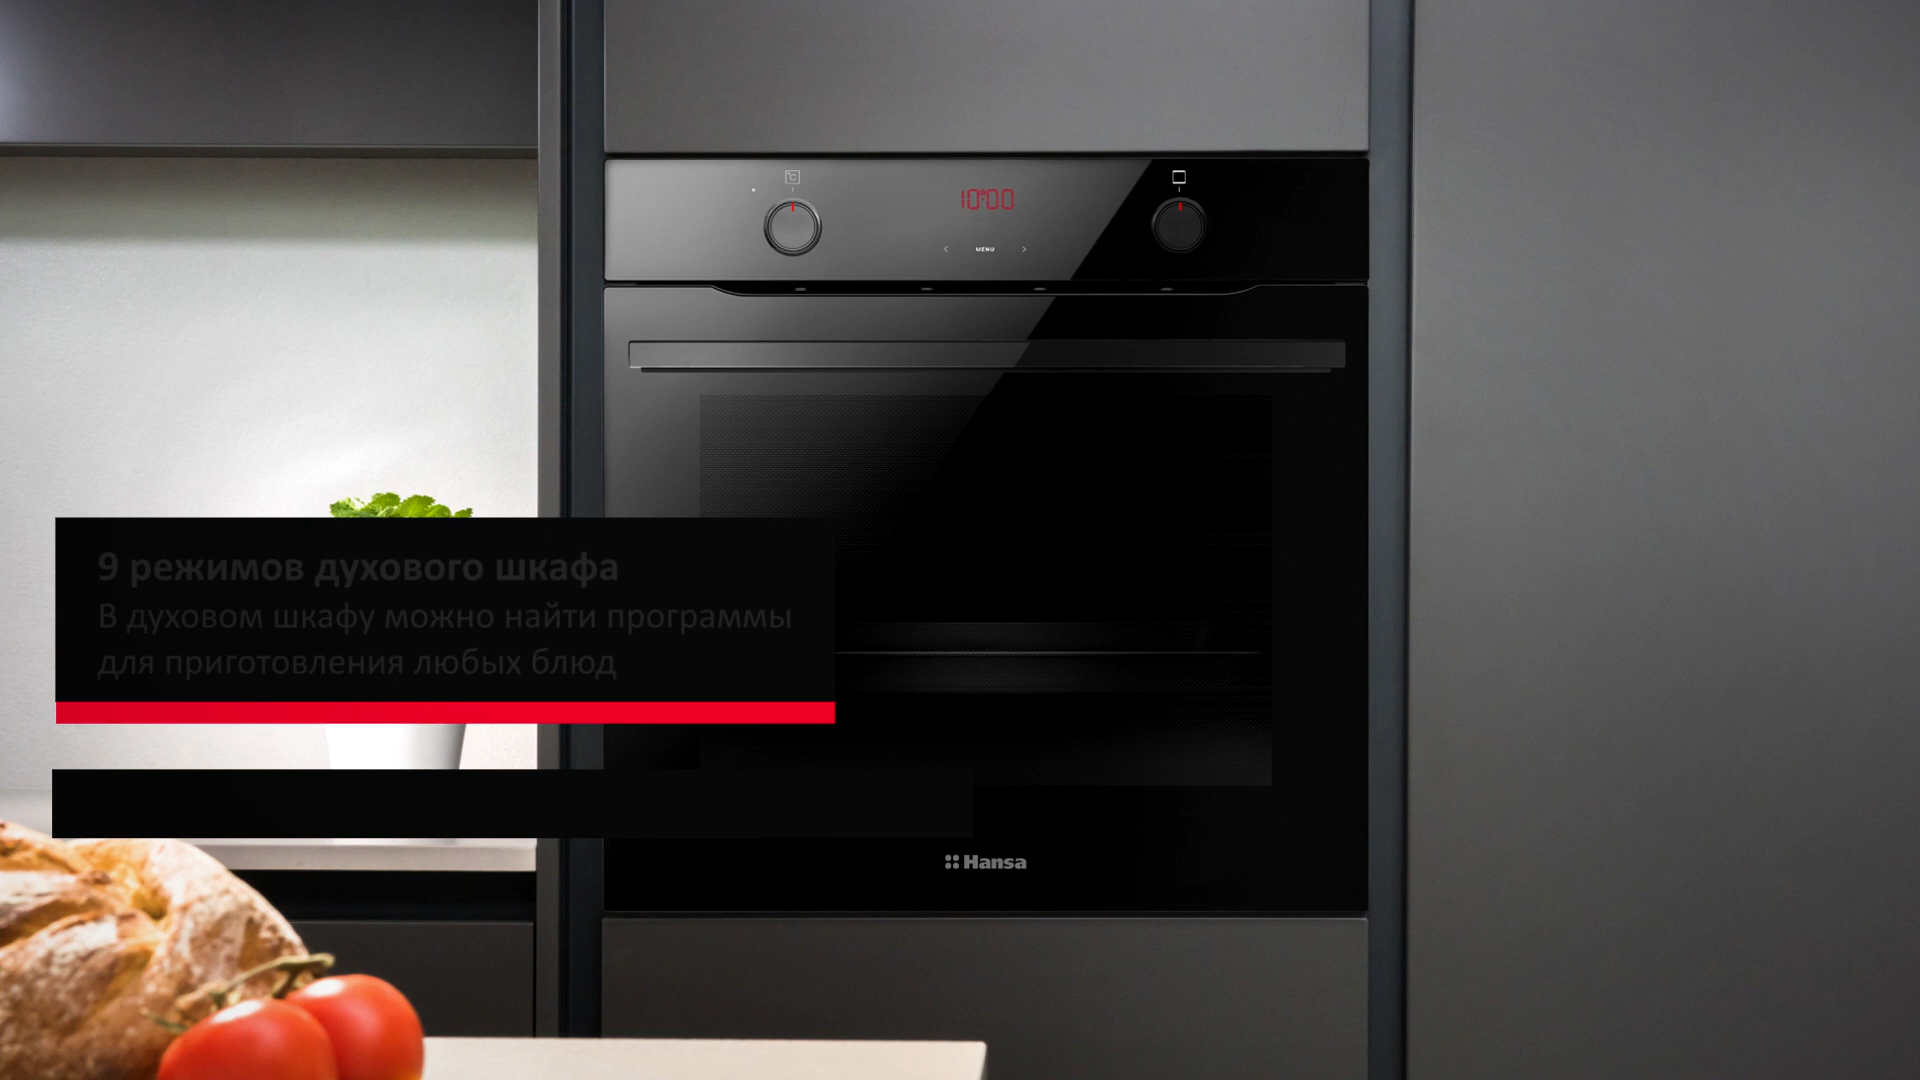 °C
10:00
< MENU >
9 режимов духового шкафа
В духовом шкафу можно найти программы
для приготовления любых блюд
Hansa